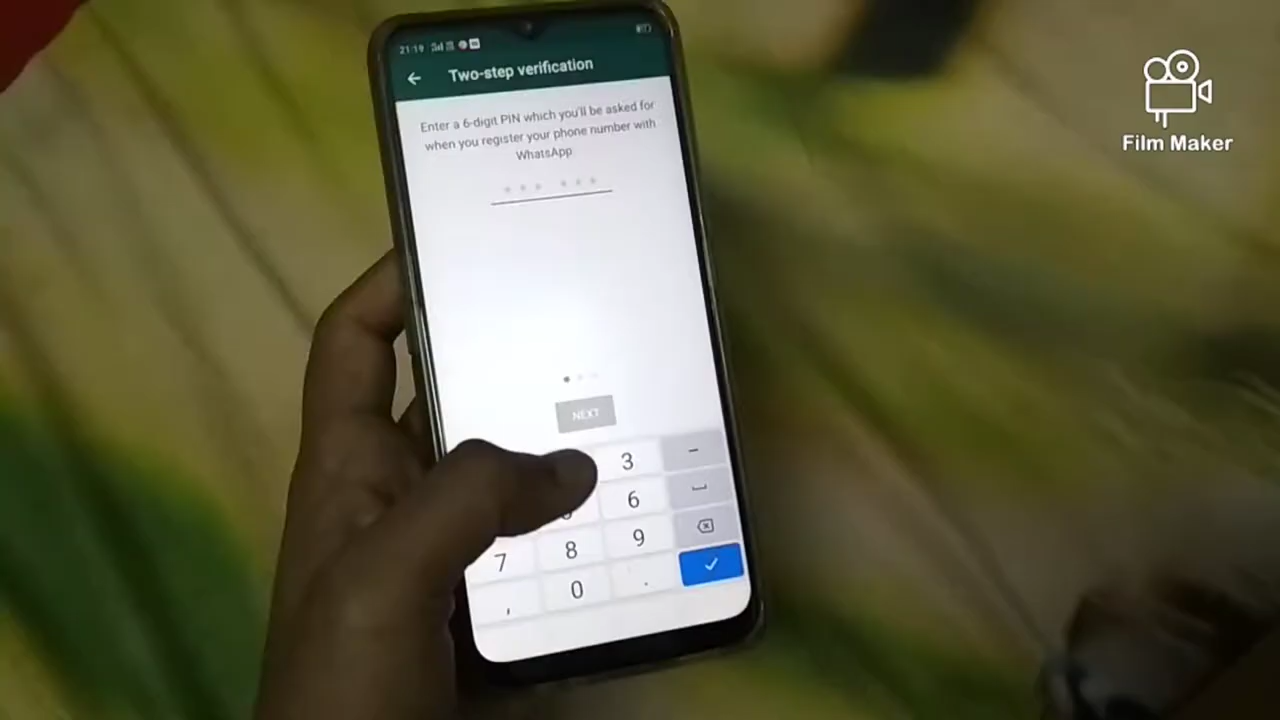 21:19
Two-step verification
Enter a 6-digit PIN which you'll be asked for
when you register your phone number with
WhatsApp
NEXT
3 -
6
7 8 9
, 0 .
Film Maker